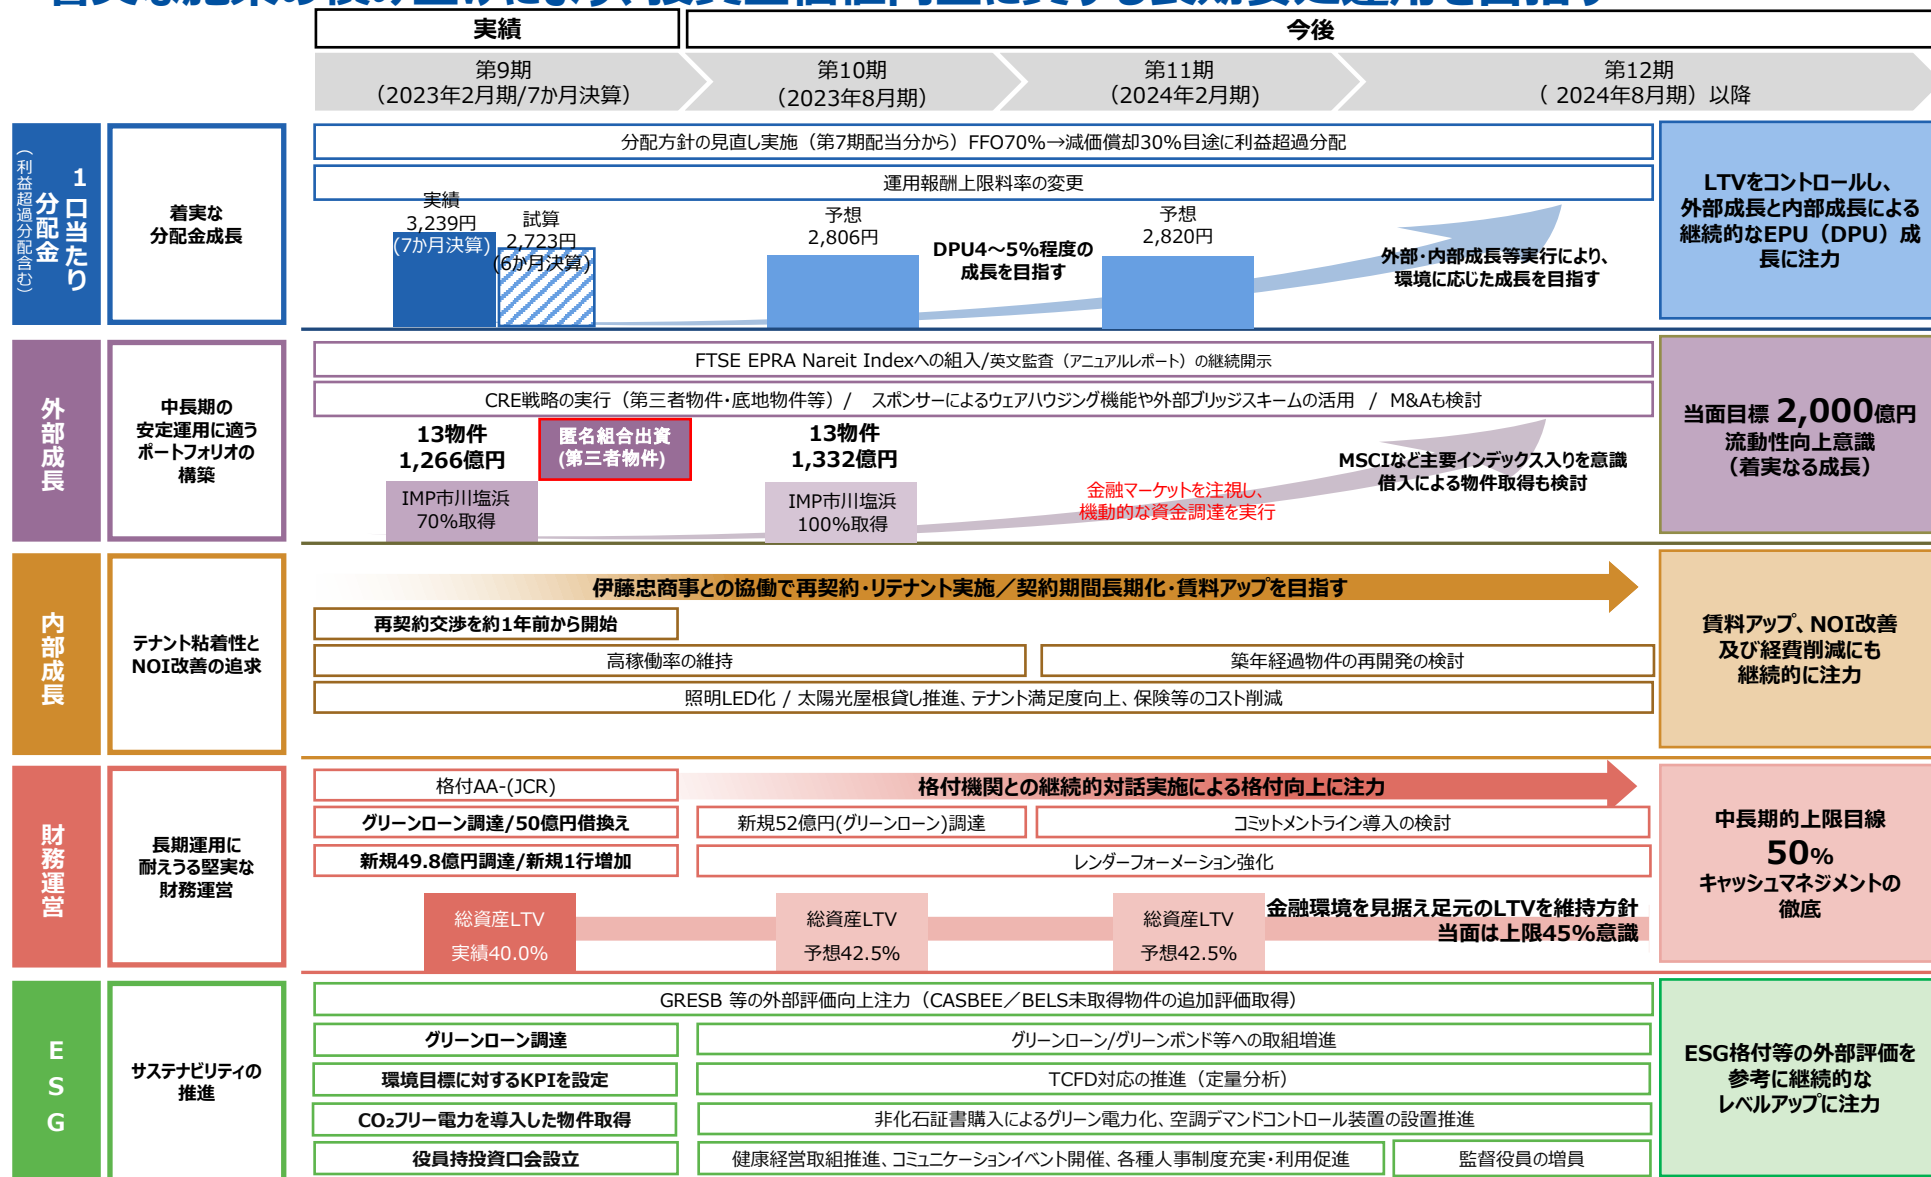 着実な施策の積み上げにより、投資主価値向上に資する長期安定運用を目指す
実績
今後
第9期
（2023年2月期/7か月決算）
第10期
（2023年8月期）
第11期
（2024年2月期)
第12期
（ 2024年8月期）以降
1口当たり
分配金
（利益超過分配含む）
着実な
分配金成長
分配方針の見直し実施（第7期配当分から）FFO70%→減価償却30%目途に利益超過分配
運用報酬上限料率の変更
実績
3,239円
(7か月決算)
試算
2,723円
(6か月決算)
予想
2,806円
DPU4～5%程度の
成長を目指す
予想
2,820円
外部・内部成長等実行により、
環境に応じた成長を目指す
LTVをコントロールし、
外部成長と内部成長による
継続的なEPU（DPU）成
長に注力
外部成長
中長期の
安定運用に適う
ポートフォリオの
構築
FTSE EPRA Nareit Indexへの組入/英文監査（アニュアルレポート）の継続開示
CRE戦略の実行（第三者物件・底地物件等）/ スポンサーによるウェアハウジング機能や外部ブリッジスキームの活用 / M&Aも検討
13物件
1,266億円
匿名組合出資
(第三者物件)
IMP市川塩浜
70%取得
13物件
1,332億円
IMP市川塩浜
100%取得
金融マーケットを注視し、
機動的な資金調達を実行
MSCIなど主要インデックス入りを意識
借入による物件取得も検討
当面目標 2,000億円
流動性向上意識
（着実なる成長）
内部成長
テナント粘着性と
NOI改善の追求
伊藤忠商事との協働で再契約・リテナント実施／契約期間長期化・賃料アップを目指す
再契約交渉を約1年前から開始
高稼働率の維持
築年経過物件の再開発の検討
照明LED化 / 太陽光屋根貸し推進、テナント満足度向上、保険等のコスト削減
賃料アップ、NOI改善
及び経費削減にも
継続的に注力
財務運営
長期運用に
耐えうる堅実な
財務運営
格付AA-(JCR)
格付機関との継続的対話実施による格付向上に注力
グリーンローン調達/50億円借換え
新規52億円(グリーンローン)調達
コミットメントライン導入の検討
新規49.8億円調達/新規1行増加
レンダーフォーメーション強化
総資産LTV
実績40.0%
総資産LTV
予想42.5%
総資産LTV
予想42.5%
金融環境を見据え足元のLTVを維持方針
当面は上限45%意識
中長期的上限目線
50%
キャッシュマネジメントの
徹底
ESG
サステナビリティの
推進
GRESB 等の外部評価向上注力（CASBEE／BELS未取得物件の追加評価取得）
グリーンローン調達
グリーンローン/グリーンボンド等への取組増進
環境目標に対するKPIを設定
TCFD対応の推進（定量分析）
CO₂フリー電力を導入した物件取得
非化石証書購入によるグリーン電力化、空調デマンドコントロール装置の設置推進
役員持投資口会設立
健康経営取組推進、コミュニケーションイベント開催、各種人事制度充実・利用促進
監督役員の増員
ESG格付等の外部評価を
参考に継続的な
レベルアップに注力